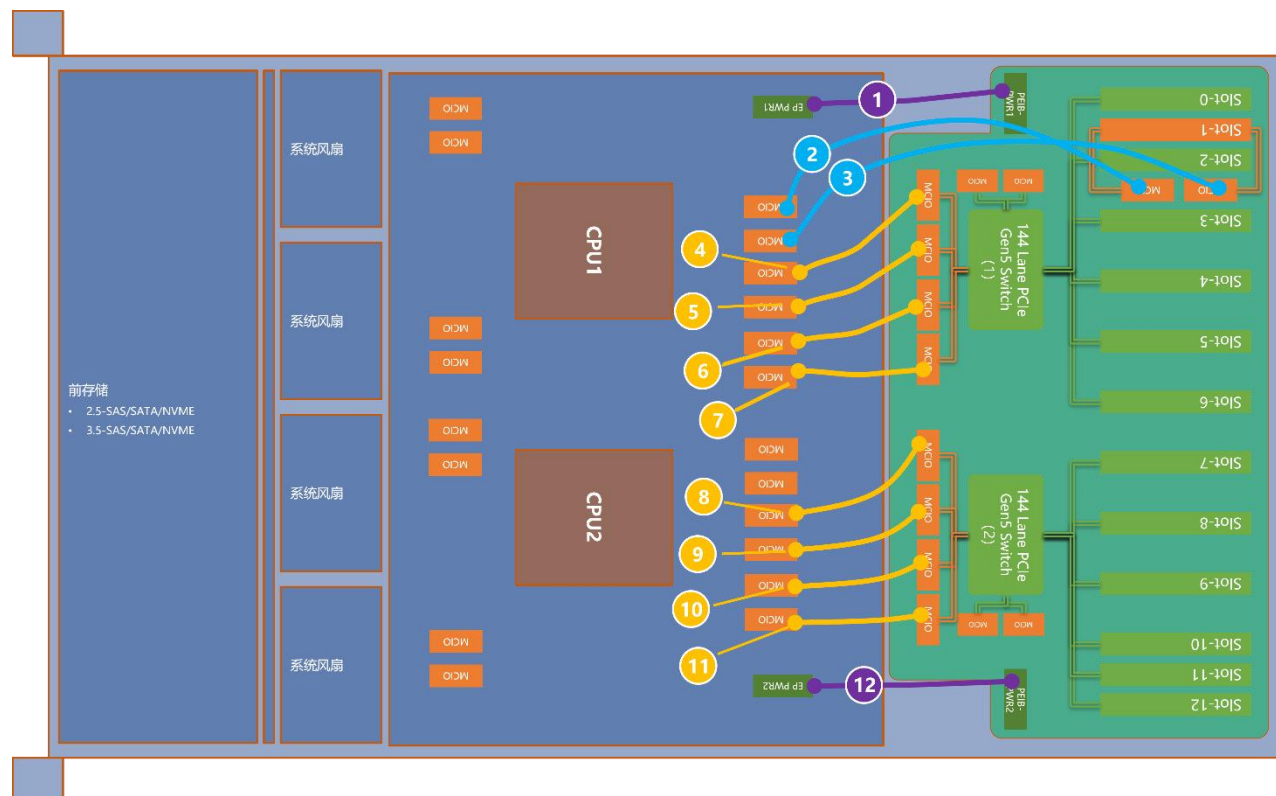 前存储
• 2.5-SAS/SATA/NVME
• 3.5-SAS/SATA/NVME
系统风扇
系统风扇
系统风扇
系统风扇
MCIO
MCIO
MCIO
MCIO
MCIO
MCIO
MCIO
MCIO
CPU1
CPU2
EP PWR1
1
PEIB-
PWR1
2
3
MCIO
MCIO
4
MCIO
5
MCIO
6
MCIO
7
MCIO
MCIO
MCIO
8
MCIO
9
MCIO
10
MCIO
11
MCIO
EP PWR2
12
PEIB-
PWR2
MCIO
MCIO
MCIO
MCIO
MCIO
MCIO
144 Lane PCIe
Gen5 Switch
(1)
MCIO
MCIO
MCIO
MCIO
144 Lane PCIe
Gen5 Switch
(2)
MCIO
MCIO
Slot-0
Slot-1
Slot-2
MCIO
MCIO
Slot-3
Slot-4
Slot-5
Slot-6
Slot-7
Slot-8
Slot-9
Slot-10
Slot-11
Slot-12